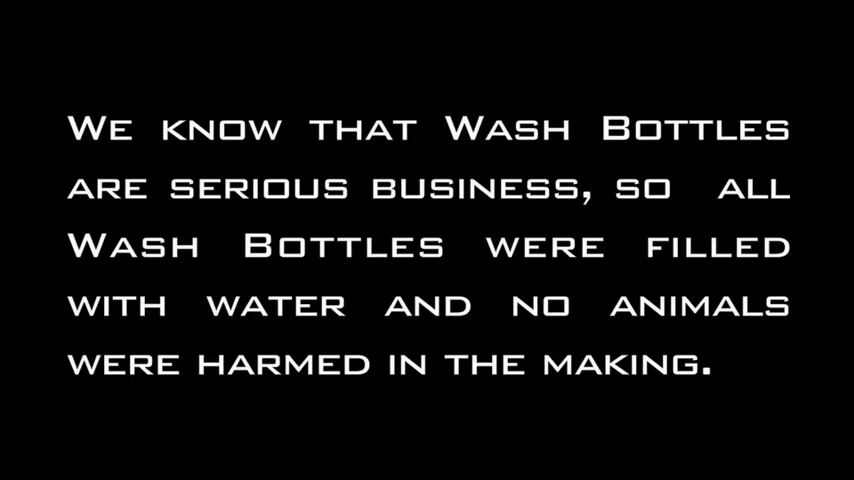 We know that Wash Bottles
are serious business, so all
Wash Bottles were filled
with water and no animals
were harmed in the making.